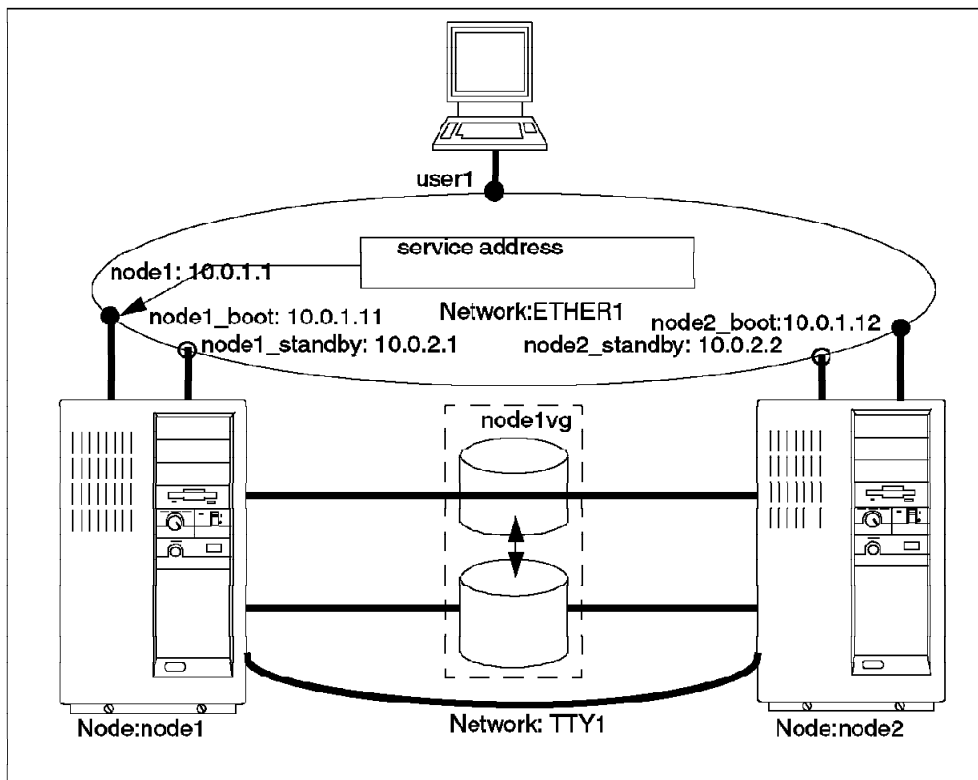 user1
service address
node1: 10.0.1.1
Network:ETHER1
node1_boot: 10.0.1.11
node2_boot:10.0.1.12
node1_standby: 10.0.2.1
node2_standby: 10.0.2.2
node1vg
Network: TTY1
Node:node1
Node:node2